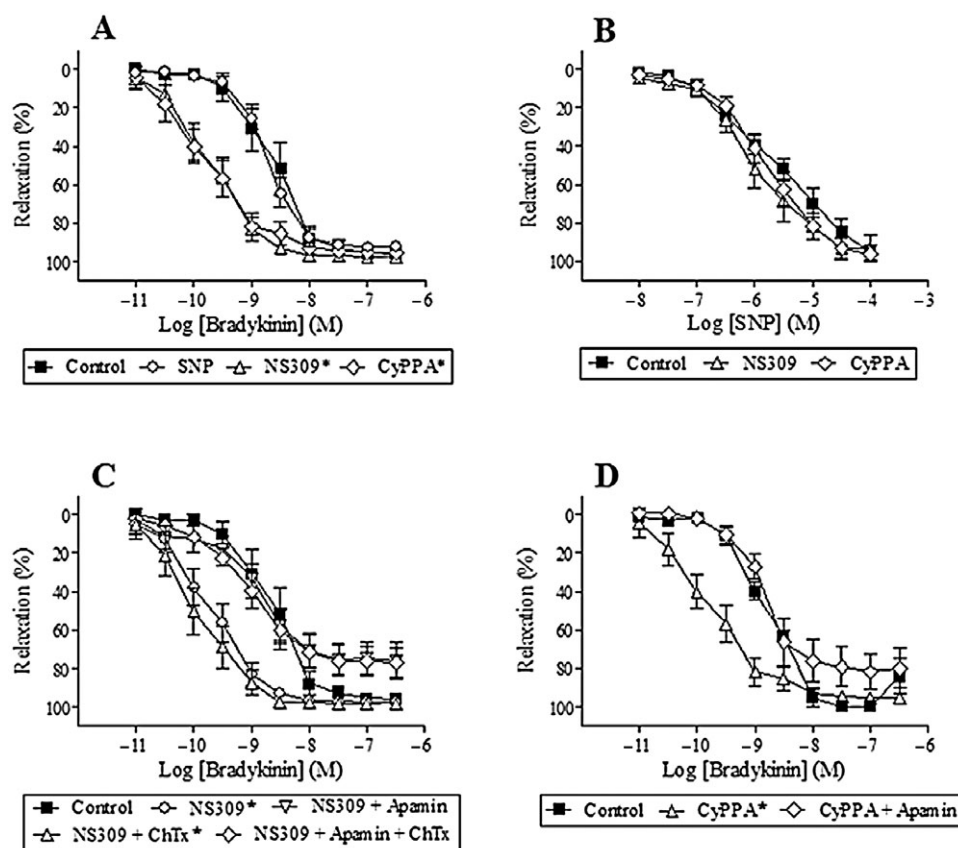 A
B
0
20
40
60
80
100
Relaxation (%)
−11 −10 −9 −8 −7 −6
Log [Bradykinin] (M)
Control SNP NS309* CyPPA*
0
20
40
60
80
100
Relaxation (%)
−8 −7 −6 −5 −4 −3
Log [SNP] (M)
Control NS309 CyPPA
C
D
0
20
40
60
80
100
Relaxation (%)
−11 −10 −9 −8 −7 −6
Log [Bradykinin] (M)
Control NS309* NS309 + Apamin
NS309 + ChTx* NS309 + Apamin + ChTx
0
20
40
60
80
100
Relaxation (%)
−11 −10 −9 −8 −7 −6
Log [Bradykinin] (M)
Control CyPPA* CyPPA + Apamin